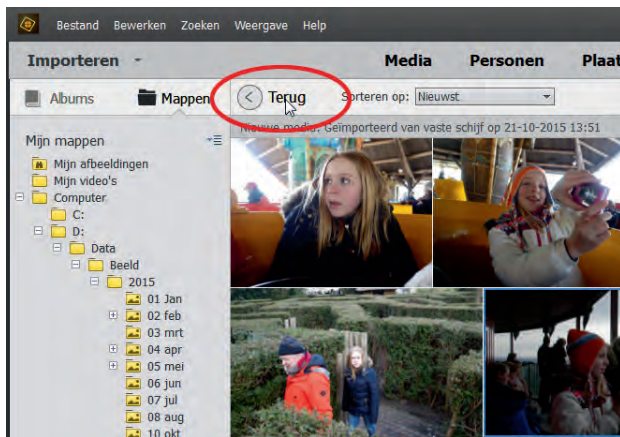 Bestand Bewerken Zoeken Weergave Help
Importeren Media Personen Plaat
Albums Mappen Terug Sorteren op: Nieuwst
Nieuwe media: Geïmporteerd van vaste schijf op 21-10-2015 13:51
Mijn mappen
Mijn afbeeldingen
Mijn video's
Computer
C:
D:
Data
Beeld
2015
01 Jan
02 feb
03 mrt
04 apr
05 mei
06 jun
07 jul
08 aug
10 okt